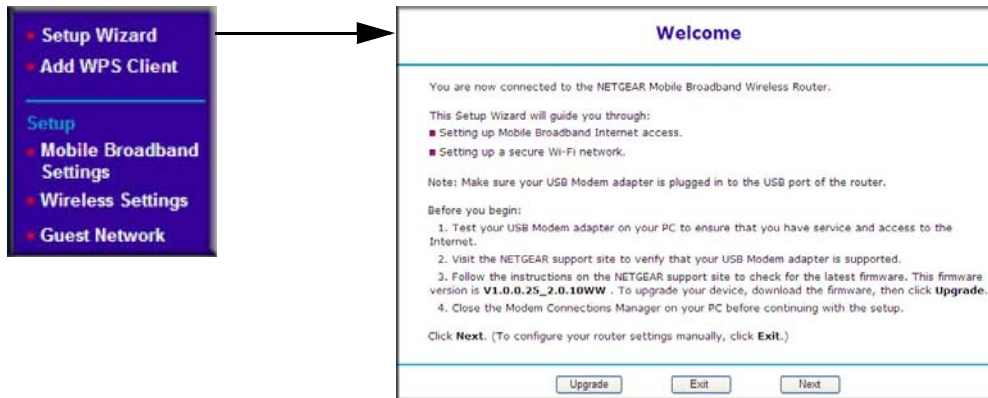 Setup Wizard
Add WPS Client
Setup
Mobile Broadband
Settings
Wireless Settings
Guest Network
Welcome
You are now connected to the NETGEAR Mobile Broadband Wireless Router.
This Setup Wizard will guide you through:
Setting up Mobile Broadband Internet access.
Setting up a secure Wi-Fi network.
Note: Make sure your USB Modem adapter is plugged in to the USB port of the router.
Before you begin:
1. Test your USB Modem adapter on your PC to ensure that you have service and access to the
Internet.
2. Visit the NETGEAR support site to verify that your USB Modem adapter is supported.
3. Follow the instructions on the NETGEAR support site to check for the latest firmware. This firmware
version is V1.0.0.25_2.0.10WW . To upgrade your device, download the firmware, then click Upgrade.
4. Close the Modem Connections Manager on your PC before continuing with the setup.
Click Next. (To configure your router settings manually, click Exit.)
Upgrade Exit Next